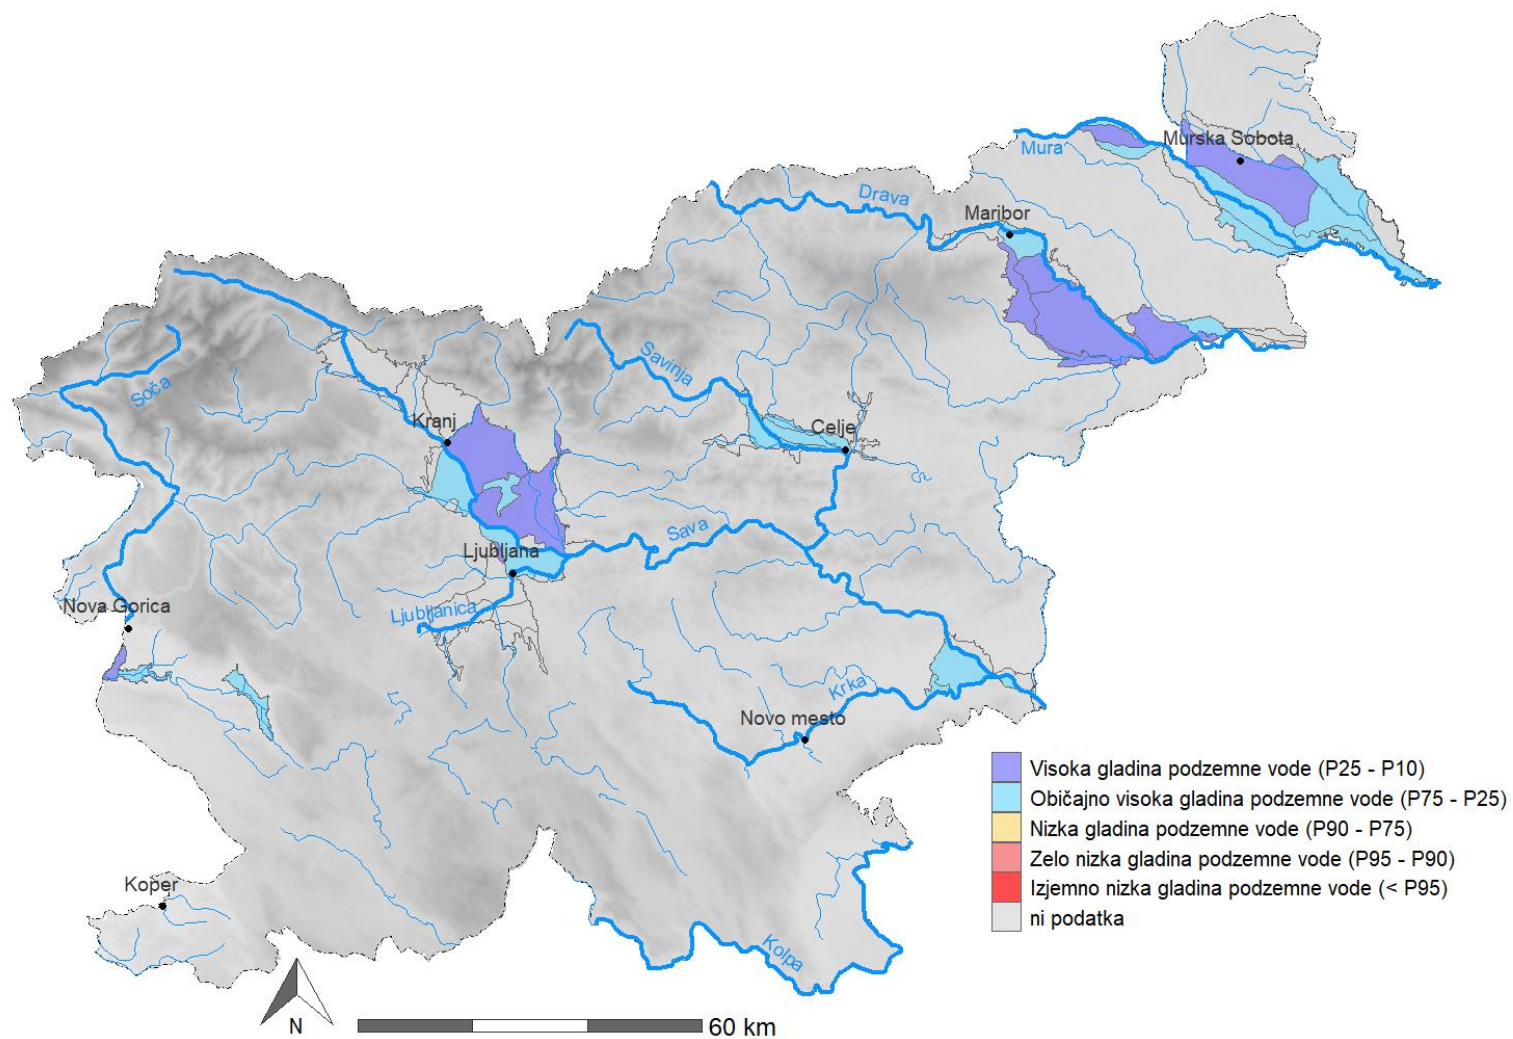 Murska Sobota
Mura
Drava
Maribor
Savinja
Soča
Kranj
Celje
Sava
Ljubljana
Nova Gorica
Ljubljanica
Krka
Novo mesto
Visoka gladina podzemne vode (P25 - P10)
Običajno visoka gladina podzemne vode (P75 - P25)
Nizka gladina podzemne vode (P90 - P75)
Zelo nizka gladina podzemne vode (P95 - P90)
Izjemno nizka gladina podzemne vode (< P95)
ni podatka
Koper
Kolpa
N
60 km